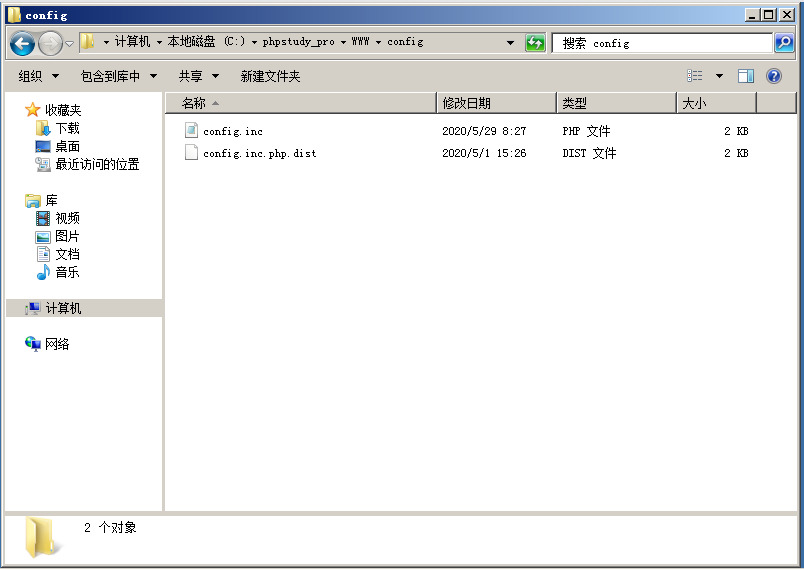 config
计算机 本地磁盘 (C:) phpstudy_pro WWW config 搜索 config
组织 包含到库中 共享 新建文件夹
名称 修改日期 类型 大小
收藏夹
下载
桌面
最近访问的位置
库
视频
图片
文档
音乐
计算机
网络
config.inc 2020/5/29 8:27 PHP 文件 2 KB
config.inc.php.dist 2020/5/1 15:26 DIST 文件 2 KB
2 个对象